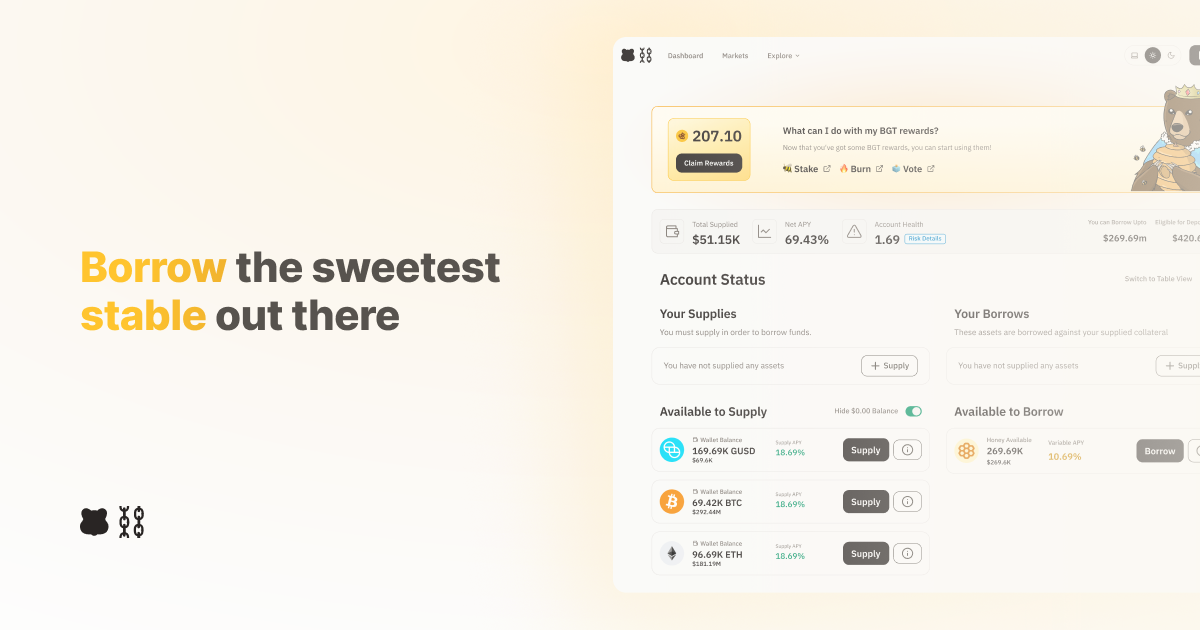 Borrow the sweetest
stable out there
Dashboard
Markets
Explore
207.10
Claim Rewards
What can I do with my BGT rewards?
Now that you've got some BGT rewards, you can start using them!
Stake
Burn
Vote
Total Supplied
$51.15K
Net APY
69.43%
Account Health
1.69
Risk Details
You can Borrow Upto
$269.69m
Eligible for Depo
$420.6
Account Status
Switch to Table View
Your Supplies
You must supply in order to borrow funds.
You have not supplied any assets
Supply
Your Borrows
These assets are borrowed against your supplied collateral
You have not supplied any assets
Suppl
Available to Supply
Hide $0.00 Balance
Wallet Balance
169.69K GUSD
$69.6K
Supply APY
18.69%
Supply
Wallet Balance
69.42K BTC
$292.44M
Supply APY
18.69%
Supply
Wallet Balance
96.69K ETH
$181.19M
Supply APY
18.69%
Supply
Available to Borrow
Honey Available
269.69K
$269.6K
Variable APY
10.69%
Borrow